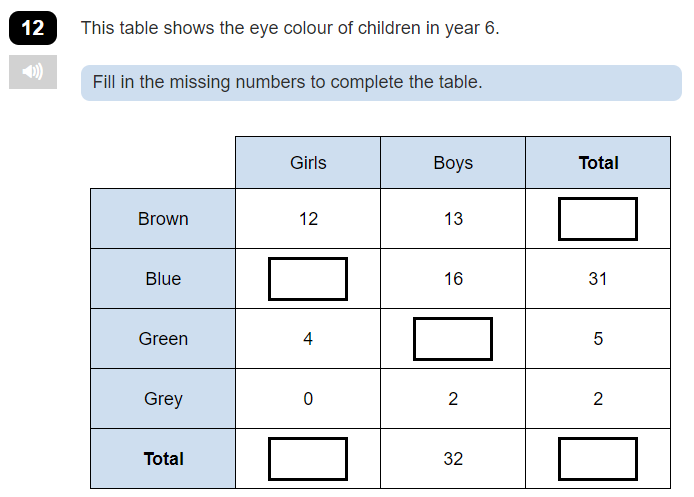 12 This table shows the eye colour of children in year 6.
Fill in the missing numbers to complete the table.
Girls Boys Total
Brown 12 13
Blue 16 31
Green 4 5
Grey 0 2 2
Total 32